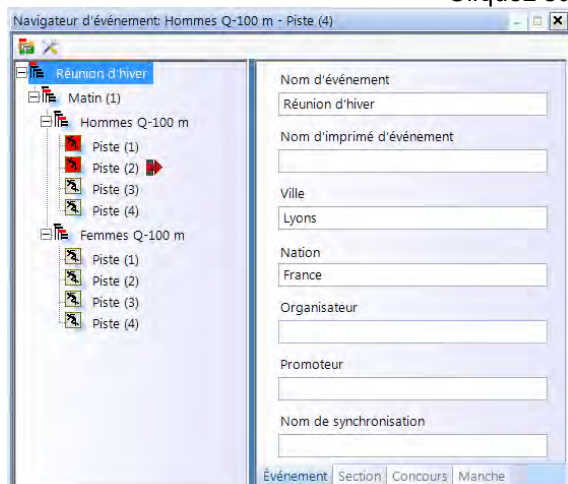 Navigateur d'événement: Hommes Q-100 m - Piste (4)
Réunion d'hiver
Matin (1)
Hommes Q-100 m
Piste (1)
Piste (2)
Piste (3)
Piste (4)
Femmes Q-100 m
Piste (1)
Piste (2)
Piste (3)
Piste (4)
Nom d'événement
Réunion d'hiver
Nom d'imprimé d'événement
Ville
Lyons
Nation
France
Organisateur
Promoteur
Nom de synchronisation
Événement
Section
Concours
Manche